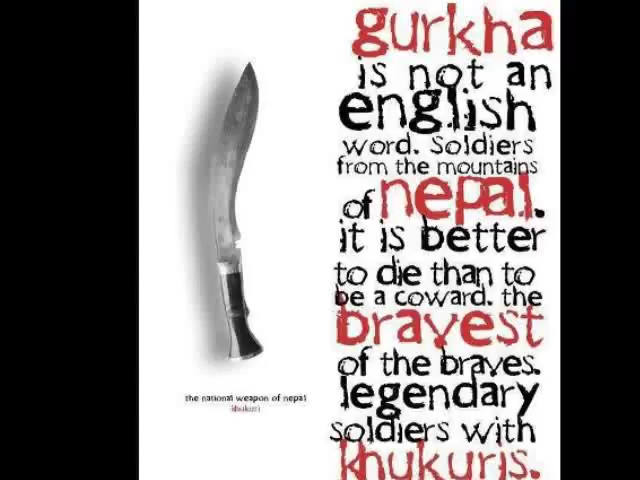 gurkha
is not an
english
word. Soldiers
from the mountains
of nepal.
it is better
to die than to
be a coward. the
bravest
of the braves.
legendary
soldiers with
khukuris.
the national weapon of nepal
khukuri